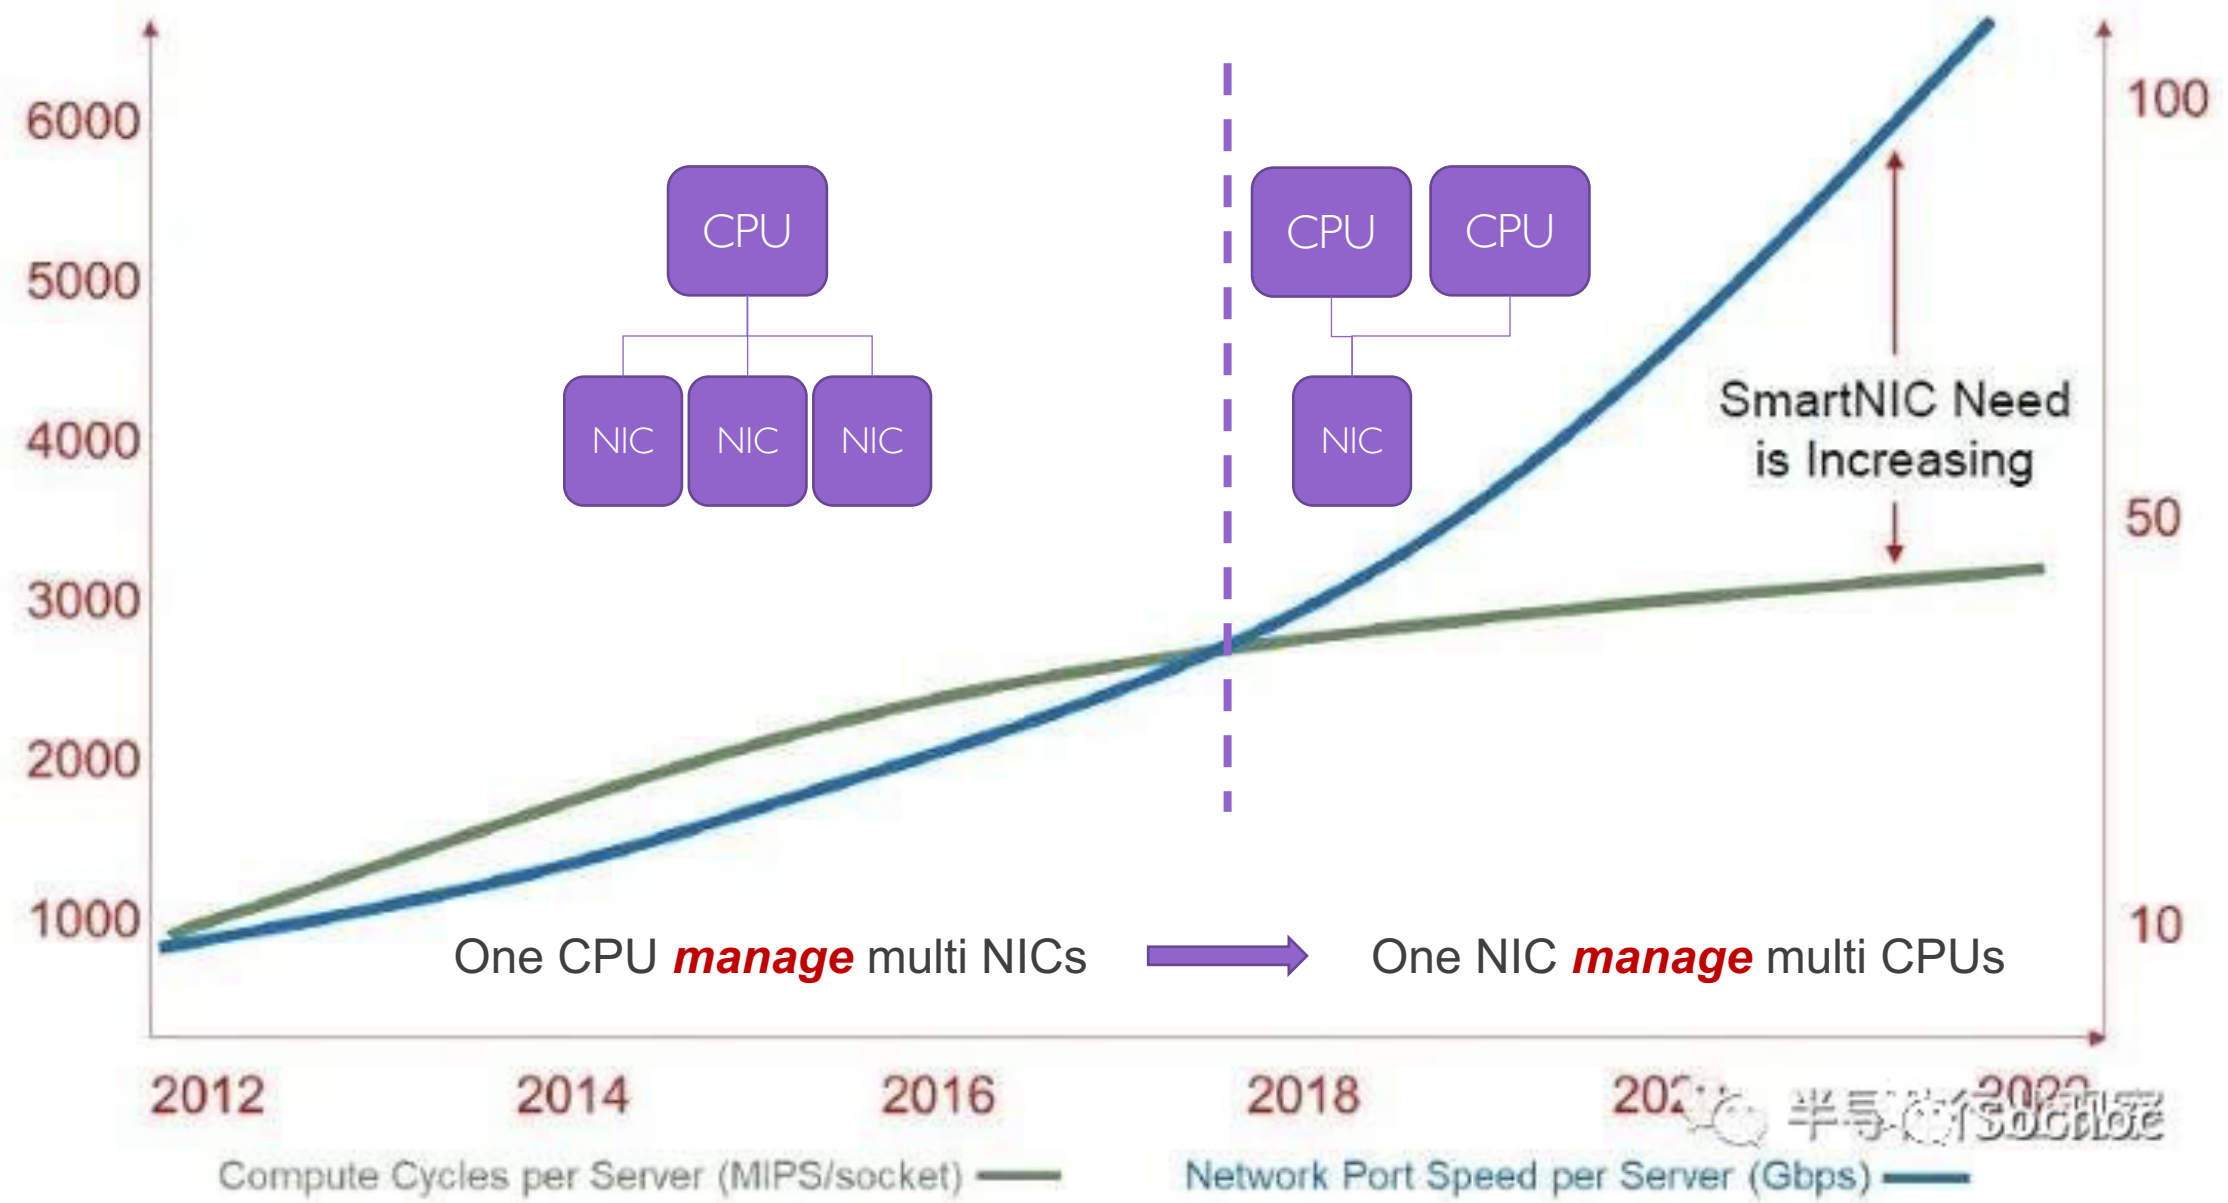 6000
5000
4000
3000
2000
1000
100
50
10
CPU
NIC NIC NIC
CPU CPU
NIC
SmartNIC Need
is Increasing
One CPU manage multi NICs
One NIC manage multi CPUs
2012 2014 2016 2018 2022
Compute Cycles per Server (MIPS/socket)
Network Port Speed per Server (Gbps)